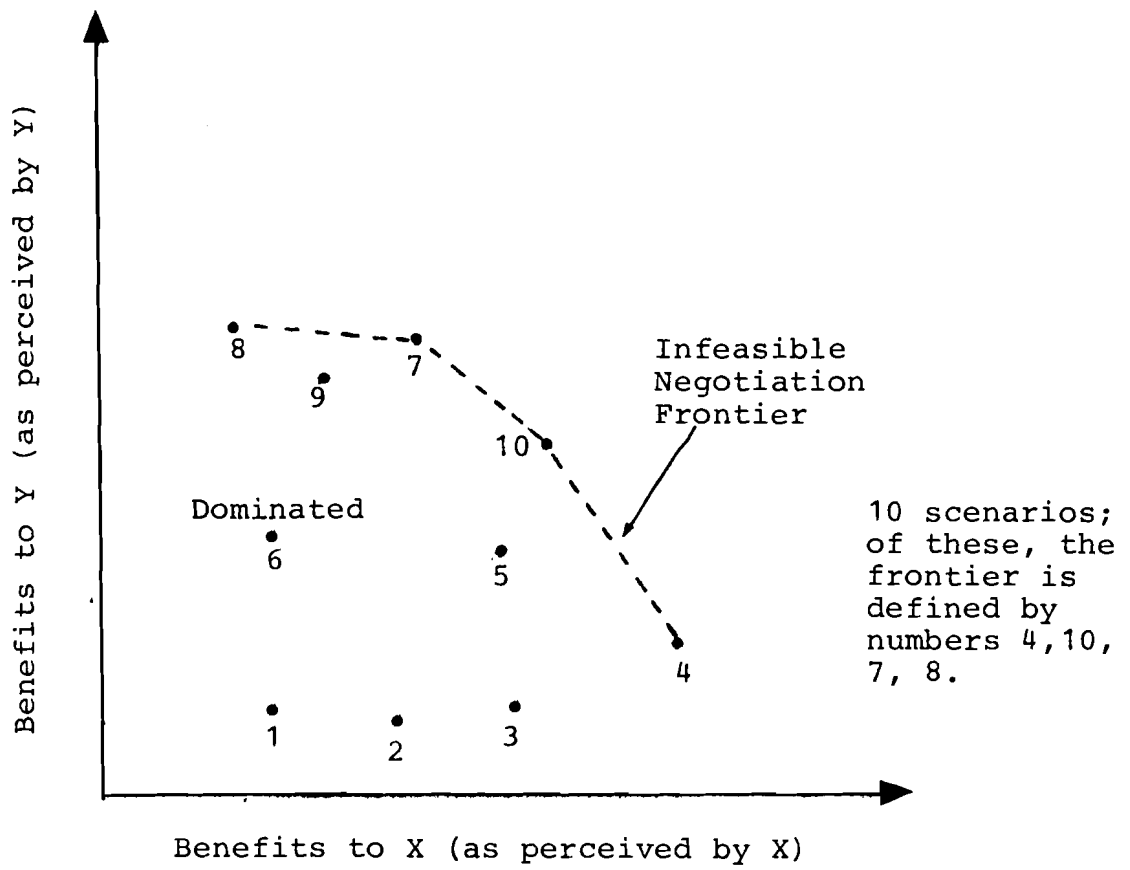 Benefits to Y (as perceived by Y)
8
7
9
Infeasible
Negotiation
Frontier
10
Dominated
6
5
10 scenarios;
of these, the
frontier is
defined by
numbers 4,10,
7, 8.
4
1
2
3
Benefits to X (as perceived by X)